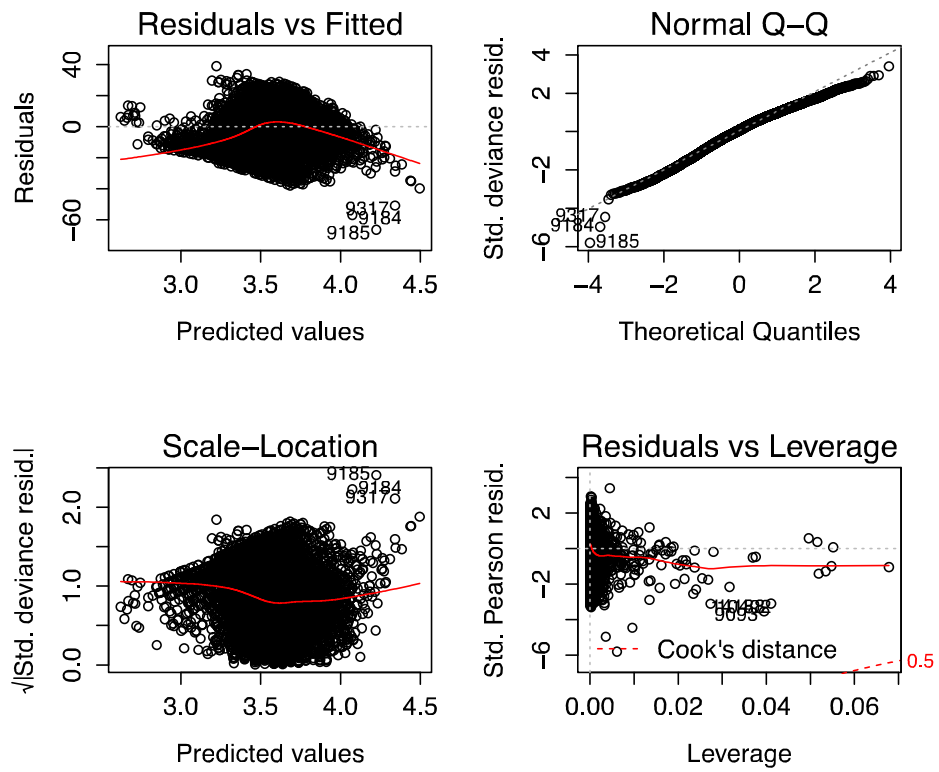 Residuals vs Fitted
Residuals
40
0
−60
9317
9184
9185
3.0 3.5 4.0 4.5
Predicted values
Normal Q−Q
Std. deviance resid.
4
2
−2
−6
9317
9184
9185
−4 −2 0 2 4
Theoretical Quantiles
Scale−Location
√|Std. deviance resid.|
2.0
1.0
0.0
9185
9184
9317
3.0 3.5 4.0 4.5
Predicted values
Residuals vs Leverage
Std. Pearson resid.
2
−2
−6
9093
Cook's distance
0.5
0.00 0.02 0.04 0.06
Leverage